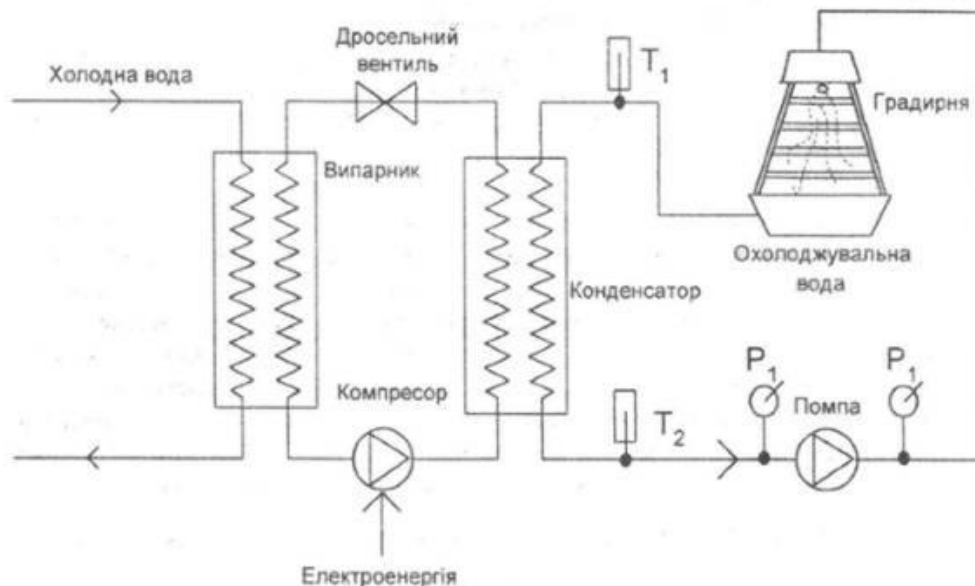 Дросельний
вентиль
Холодна вода
T1
Градирня
Випарник
Охолоджувальна
вода
Конденсатор
Компресор
P1
P1
Помпа
T2
Електроенергія